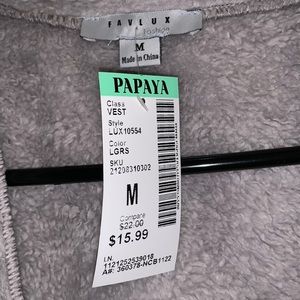 FAVLUX
Fashion
M
Made in China
PAPAYA
Class
VEST
Style
LUX10554
Color
LGRS
SKU
21208310302
M
Compare
$22.00
$15.99
I.N.
1121252539018
A#: 360378-NCB1122